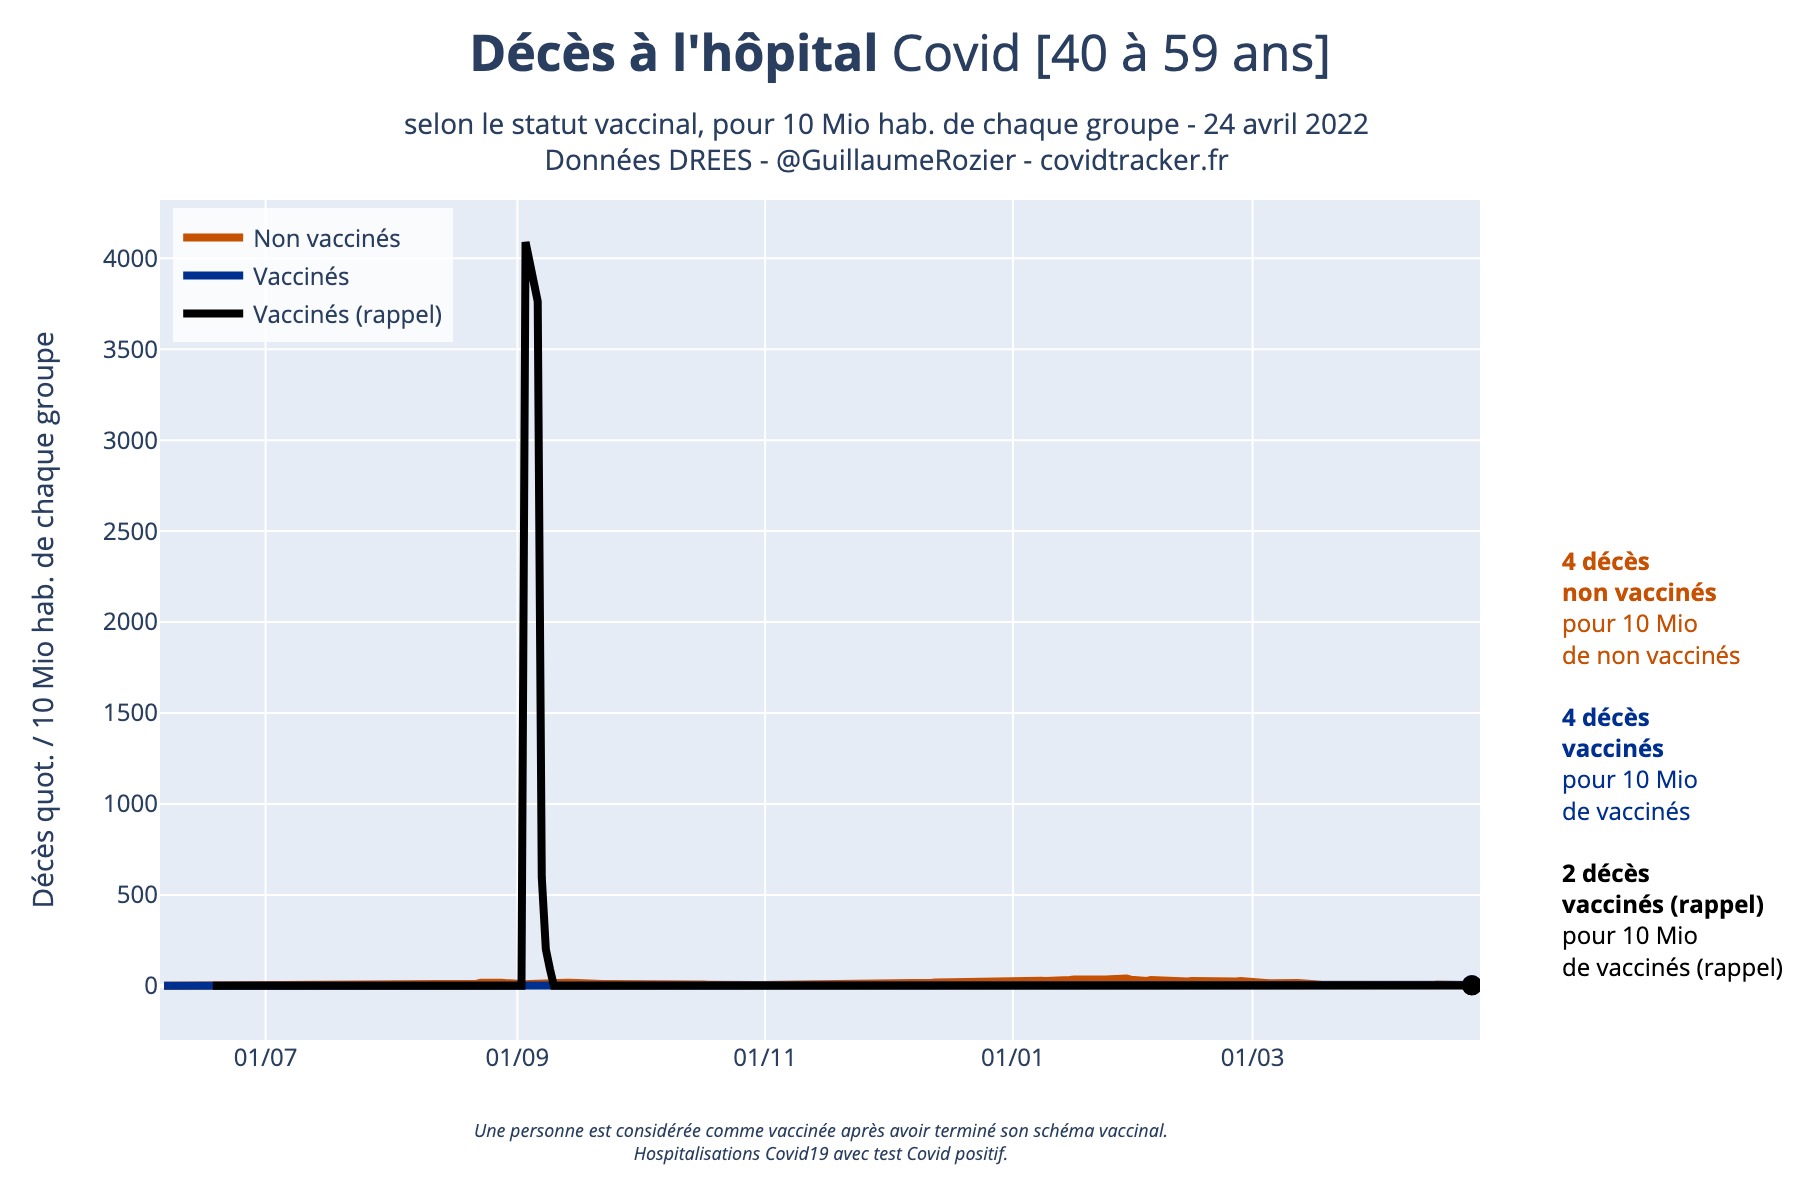 Décès à l'hôpital Covid [40 à 59 ans]
selon le statut vaccinal, pour 10 Mio hab. de chaque groupe - 24 avril 2022
Données DREES - @GuillaumeRozier - covidtracker.fr
Non vaccinés
Vaccinés
Vaccinés (rappel)
Décès quot. / 10 Mio hab. de chaque groupe
4000
3500
3000
2500
2000
1500
1000
500
0
01/07
01/09
01/11
01/01
01/03
4 décès
non vaccinés
pour 10 Mio
de non vaccinés
4 décès
vaccinés
pour 10 Mio
de vaccinés
2 décès
vaccinés (rappel)
pour 10 Mio
de vaccinés (rappel)
Une personne est considérée comme vaccinée après avoir terminé son schéma vaccinal.
Hospitalisations Covid19 avec test Covid positif.